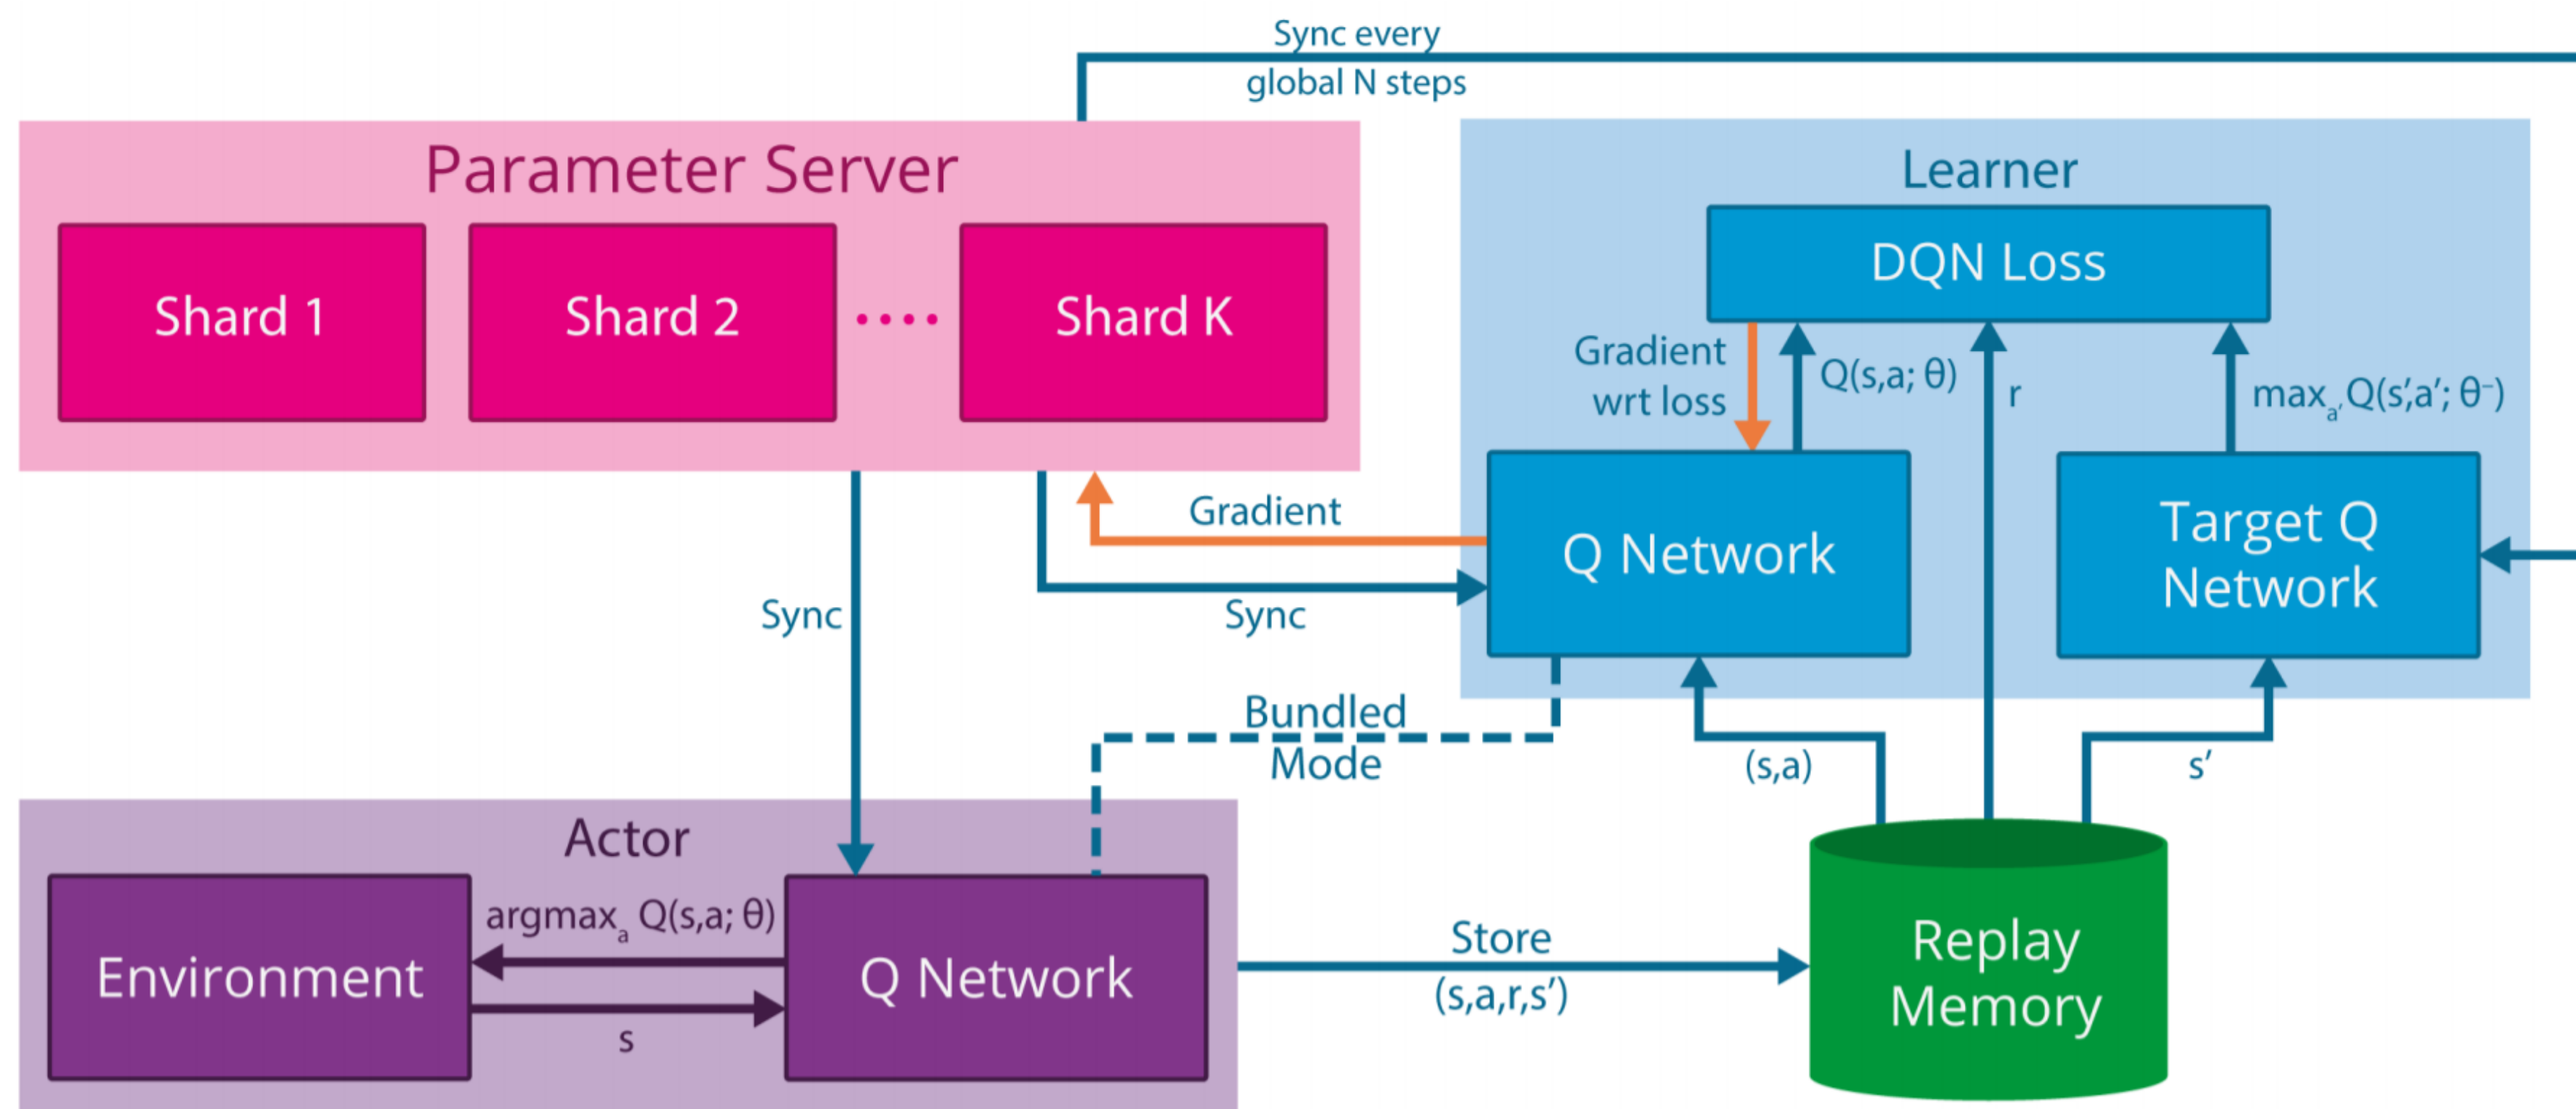 Sync every
global N steps
Parameter Server
Shard 1
Shard 2
Shard K
Learner
DQN Loss
Gradient
wrt loss
Q(s,a; θ)
r
maxₐ′ Q(s′,a′; θ⁻)
Gradient
Sync
Sync
Q Network
Target Q
Network
Bundled
Mode
(s,a)
s′
Actor
Environment
argmaxₐ Q(s,a; θ)
s
Q Network
Store
(s,a,r,s′)
Replay
Memory